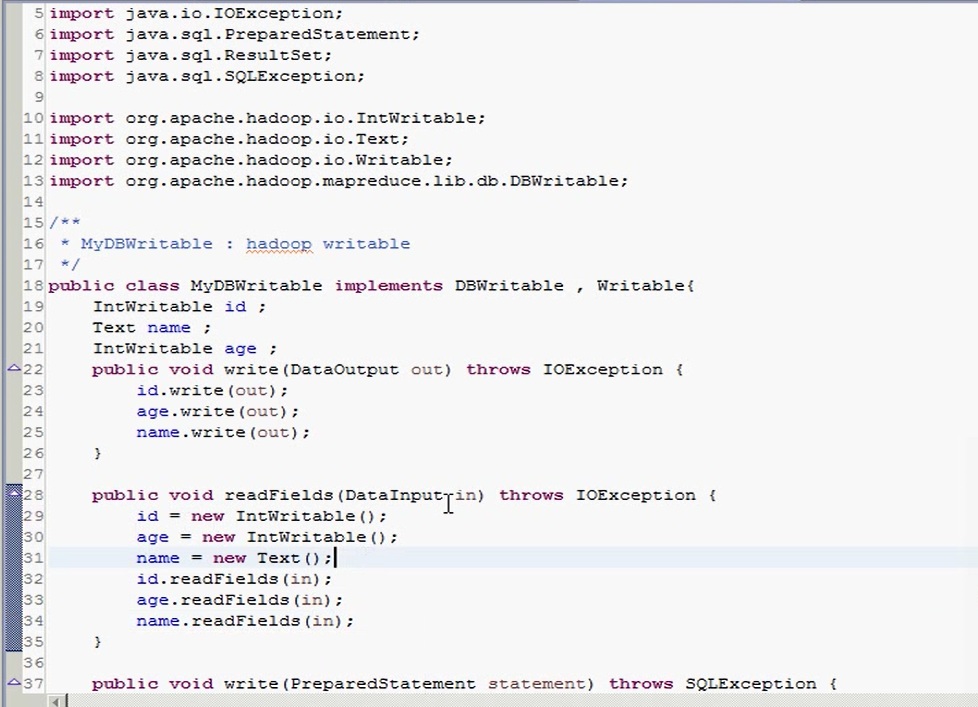 5 import java.io.IOException;
6 import java.sql.PreparedStatement;
7 import java.sql.ResultSet;
8 import java.sql.SQLException;
9
10 import org.apache.hadoop.io.IntWritable;
11 import org.apache.hadoop.io.Text;
12 import org.apache.hadoop.io.Writable;
13 import org.apache.hadoop.mapreduce.lib.db.DBWritable;
14
15 /**
16  * MyDBWritable : hadoop writable
17  */
18 public class MyDBWritable implements DBWritable , Writable{
19     IntWritable id ;
20     Text name ;
21     IntWritable age ;
22     public void write(DataOutput out) throws IOException {
23         id.write(out);
24         age.write(out);
25         name.write(out);
26     }
27
28     public void readFields(DataInput in) throws IOException {
29         id = new IntWritable();
30         age = new IntWritable();
31         name = new Text();
32         id.readFields(in);
33         age.readFields(in);
34         name.readFields(in);
35     }
36
37     public void write(PreparedStatement statement) throws SQLException {